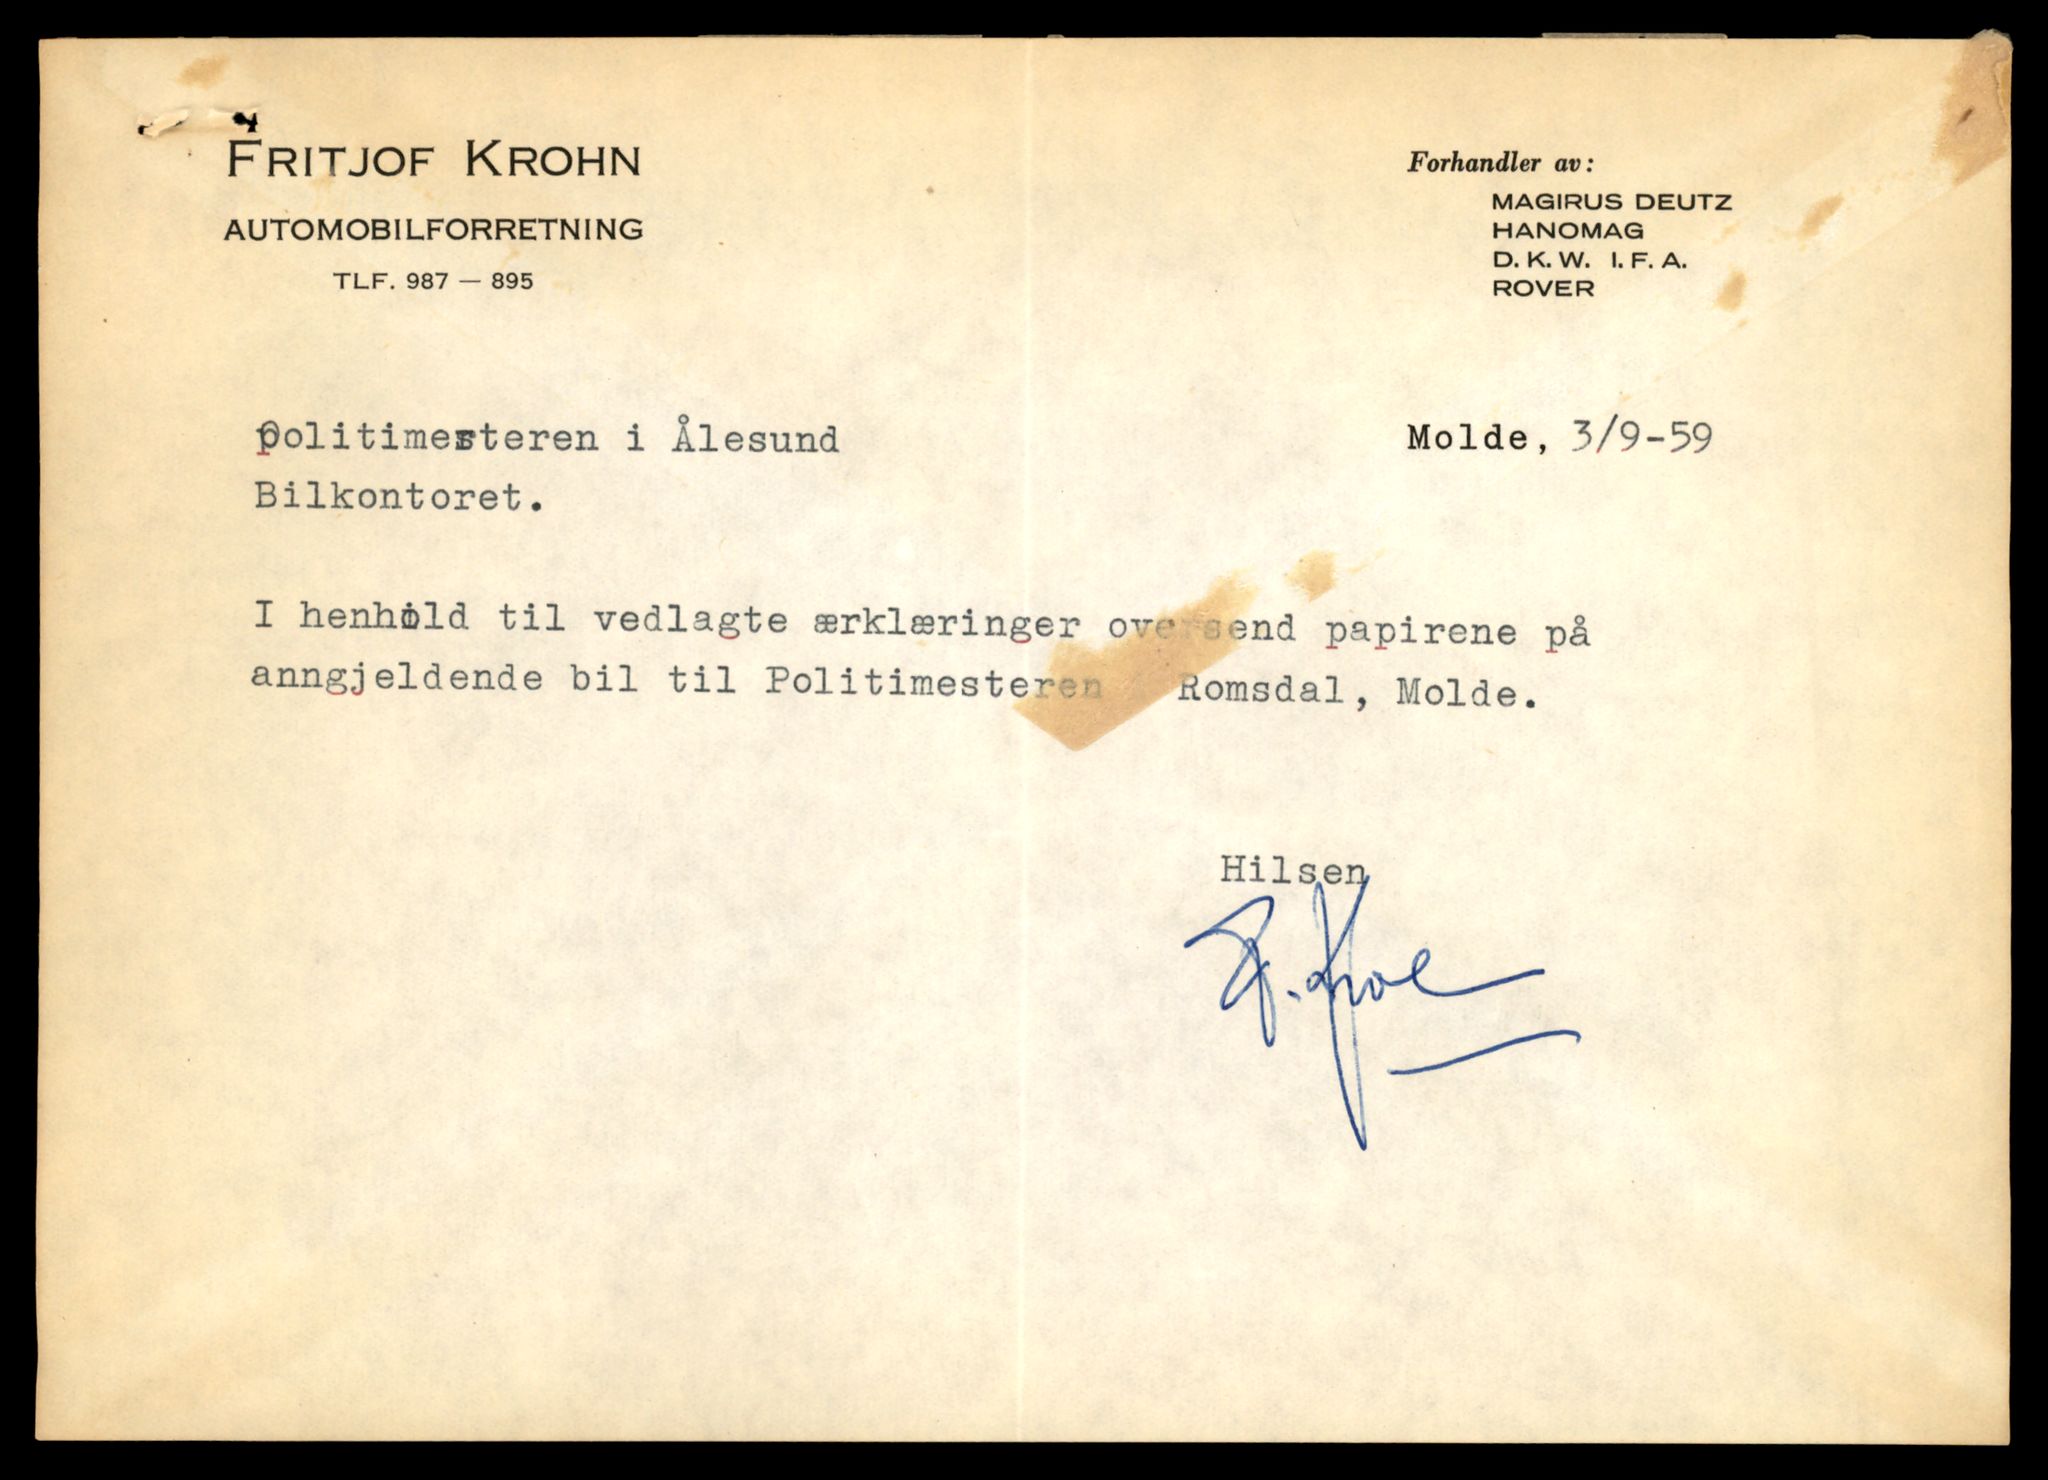 FRITJOF KROHN
AUTOMOBILFORRETNING
TLF. 987 — 895
Forhandler av:
MAGIRUS DEUTZ
HANOMAG
D. K. W. I. F. A.
ROVER
Politimesteren i Ålesund
Molde, 3/9-59
Bilkontoret.
I henhold til vedlagte ærklæringer oversend papirene på
anngjeldende bil til Politimesteren i Romsdal, Molde.
Hilsen